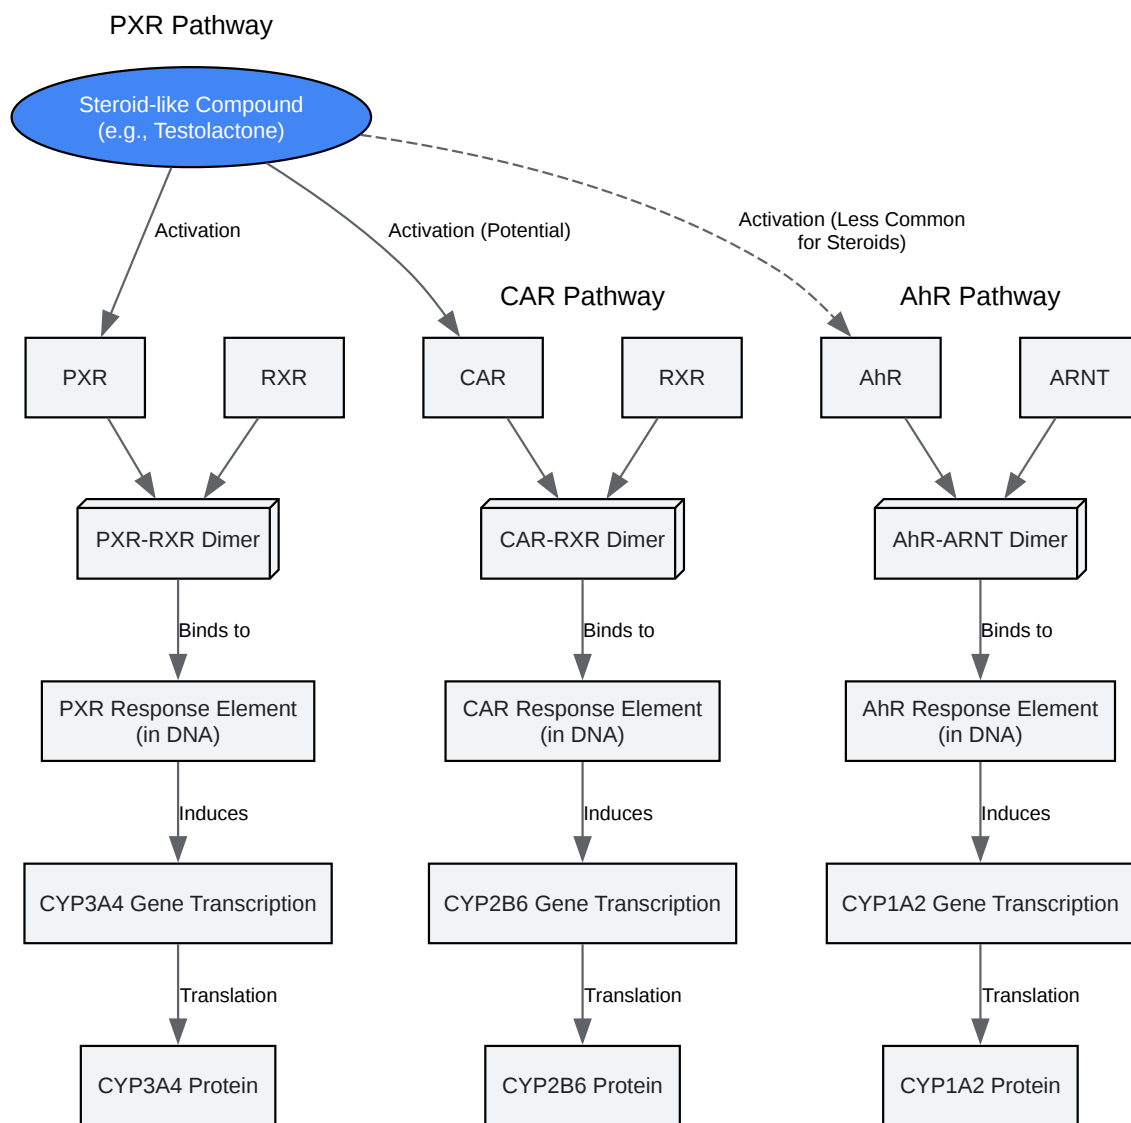 PXR Pathway
Steroid-like Compound
(e.g., Testolactone)
Activation
Activation (Potential)
Activation (Less Common
for Steroids)
CAR Pathway
AhR Pathway
PXR
RXR
CAR
RXR
AhR
ARNT
PXR-RXR Dimer
CAR-RXR Dimer
AhR-ARNT Dimer
Binds to
Binds to
Binds to
PXR Response Element
(in DNA)
CAR Response Element
(in DNA)
AhR Response Element
(in DNA)
Induces
Induces
Induces
CYP3A4 Gene Transcription
CYP2B6 Gene Transcription
CYP1A2 Gene Transcription
Translation
Translation
Translation
CYP3A4 Protein
CYP2B6 Protein
CYP1A2 Protein